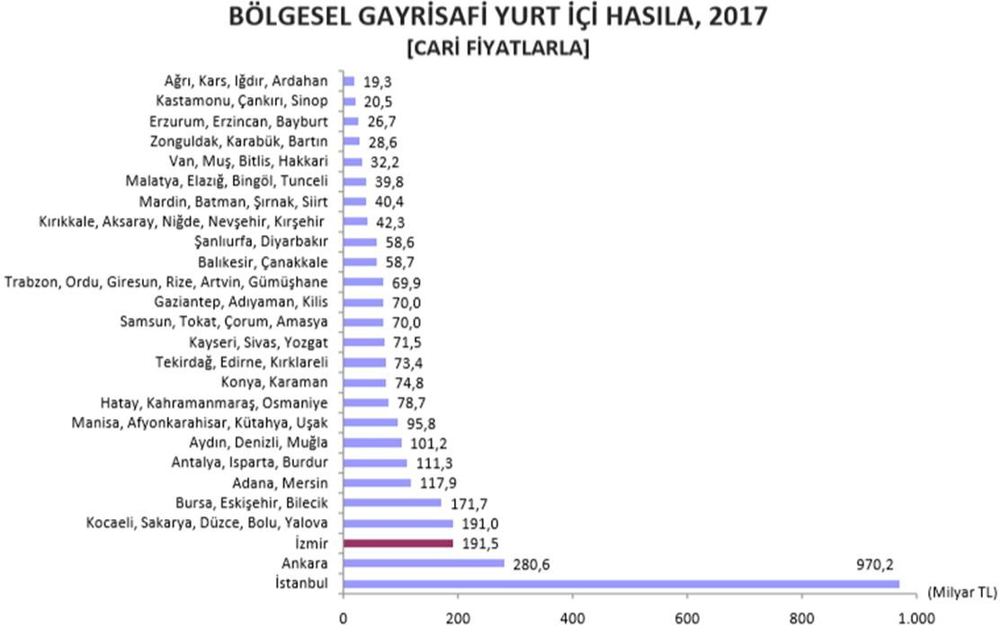 BÖLGESEL GAYRİSAFİ YURT İÇİ HASILA, 2017
[CARİ FİYATLARLA]
Ağrı, Kars, Iğdır, Ardahan 19,3
Kastamonu, Çankırı, Sinop 20,5
Erzurum, Erzincan, Bayburt 26,7
Zonguldak, Karabük, Bartın 28,6
Van, Muş, Bitlis, Hakkari 32,2
Malatya, Elazığ, Bingöl, Tunceli 39,8
Mardin, Batman, Şırnak, Siirt 40,4
Kırıkkale, Aksaray, Niğde, Nevşehir, Kırşehir 42,3
Şanlıurfa, Diyarbakır 58,6
Balıkesir, Çanakkale 58,7
Trabzon, Ordu, Giresun, Rize, Artvin, Gümüşhane 69,9
Gaziantep, Adıyaman, Kilis 70,0
Samsun, Tokat, Çorum, Amasya 70,0
Kayseri, Sivas, Yozgat 71,5
Tekirdağ, Edirne, Kırklareli 73,4
Konya, Karaman 74,8
Hatay, Kahramanmaraş, Osmaniye 78,7
Manisa, Afyonkarahisar, Kütahya, Uşak 95,8
Aydın, Denizli, Muğla 101,2
Antalya, Isparta, Burdur 111,3
Adana, Mersin 117,9
Bursa, Eskişehir, Bilecik 171,7
Kocaeli, Sakarya, Düzce, Bolu, Yalova 191,0
İzmir 191,5
Ankara 280,6 970,2
İstanbul
(Milyar TL)
0 200 400 600 800 1.000